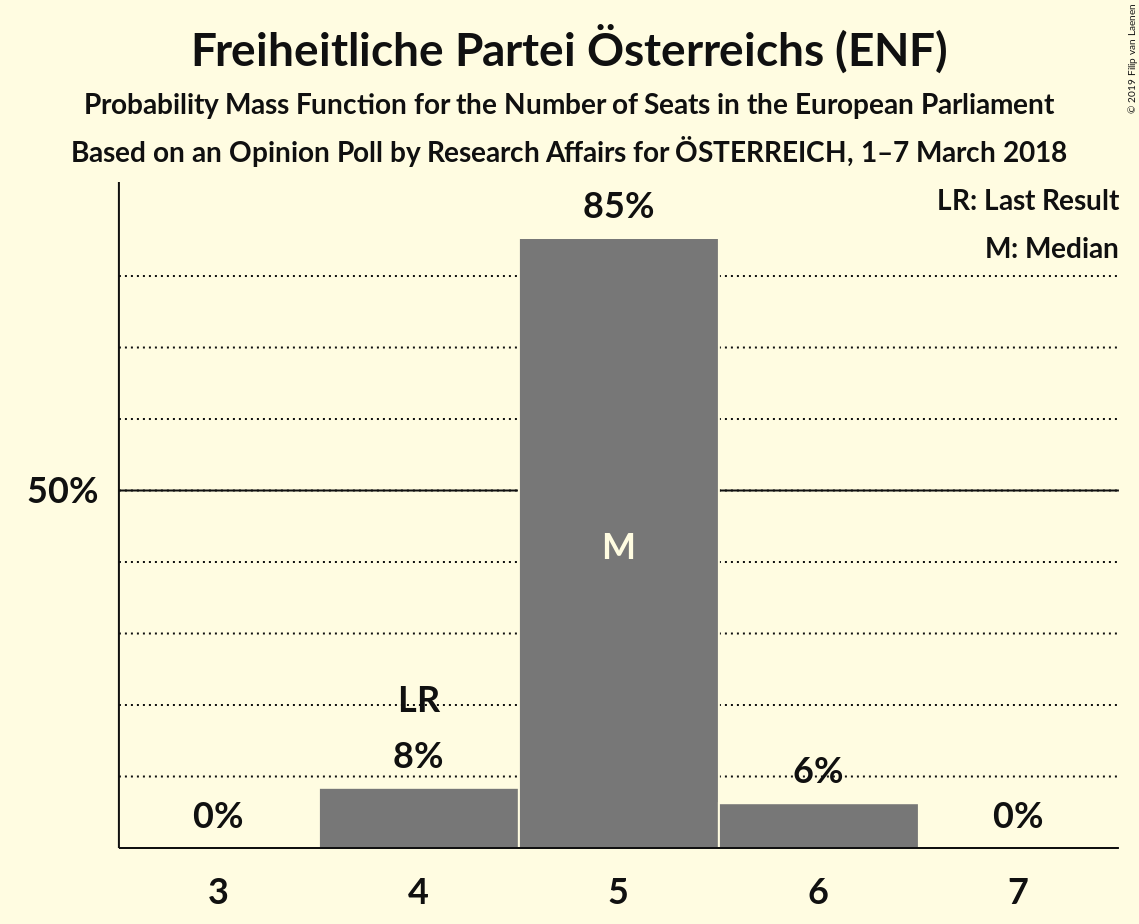 Freiheitliche Partei Österreichs (ENF)
Probability Mass Function for the Number of Seats in the European Parliament
Based on an Opinion Poll by Research Affairs for ÖSTERREICH, 1–7 March 2018
© 2019 Filip van Laenen
LR: Last Result
M: Median
85%
50%
M
LR
8%
6%
0%
0%
3
4
5
6
7